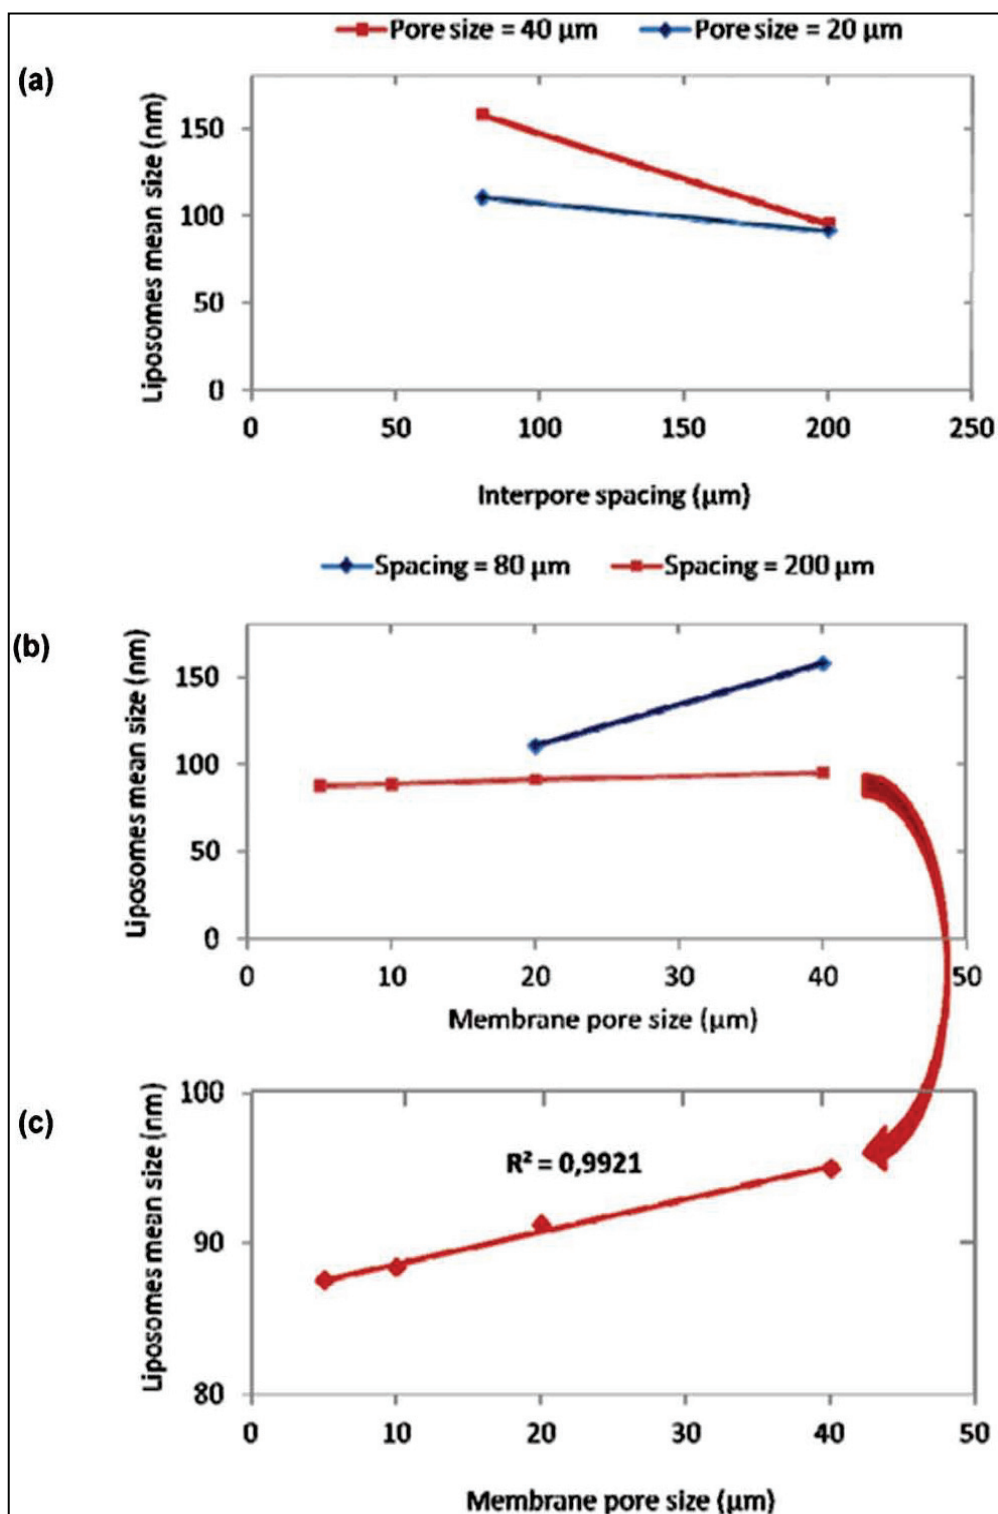 Pore size = 40 µm Pore size = 20 µm
(a)
Liposomes mean size (nm)
150
100
50
0
0 50 100 150 200 250
Interpore spacing (µm)
Spacing = 80 µm Spacing = 200 µm
(b)
Liposomes mean size (nm)
150
100
50
0
0 10 20 30 40 50
Membrane pore size (µm)
(c)
Liposomes mean size (nm)
100
90
80
R² = 0,9921
0 10 20 30 40 50
Membrane pore size (µm)